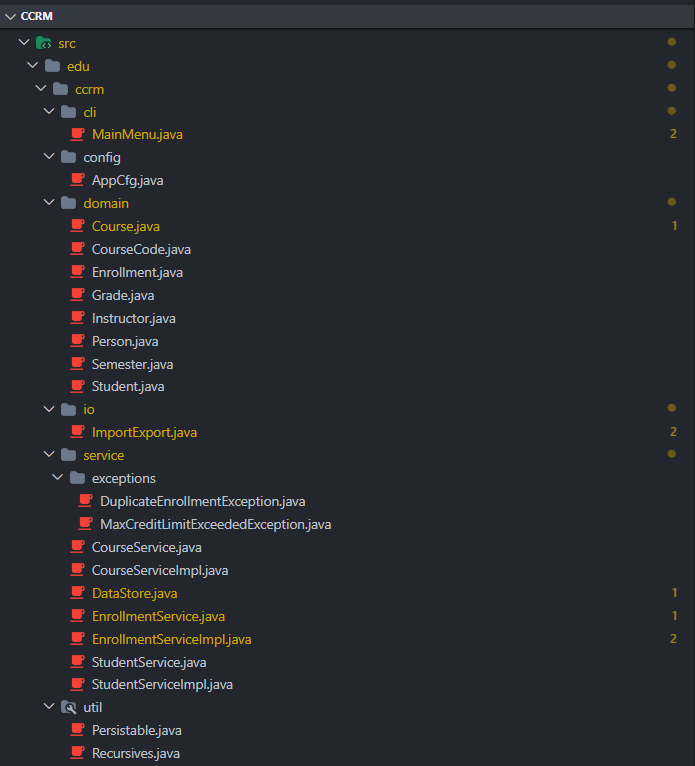 CCRM
src
edu
ccrm
cli
MainMenu.java 2
config
AppCfg.java
domain
Course.java 1
CourseCode.java
Enrollment.java
Grade.java
Instructor.java
Person.java
Semester.java
Student.java
io
ImportExport.java 2
service
exceptions
DuplicateEnrollmentException.java
MaxCreditLimitExceededException.java
CourseService.java
CourseServiceImpl.java
DataStore.java 1
EnrollmentService.java 1
EnrollmentServiceImpl.java 2
StudentService.java
StudentServiceImpl.java
util
Persistable.java
Recursives.java